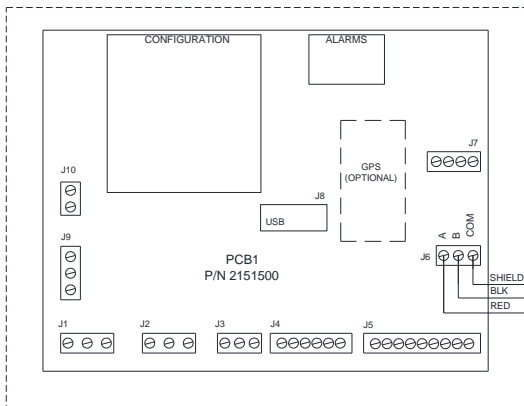 CONFIGURATION
ALARMS
J7
GPS
(OPTIONAL)
J10
J8
USB
A
B
COM
J9
PCB1
P/N 2151500
J6
SHIELD
BLK
RED
J1
J2
J3
J4
J5